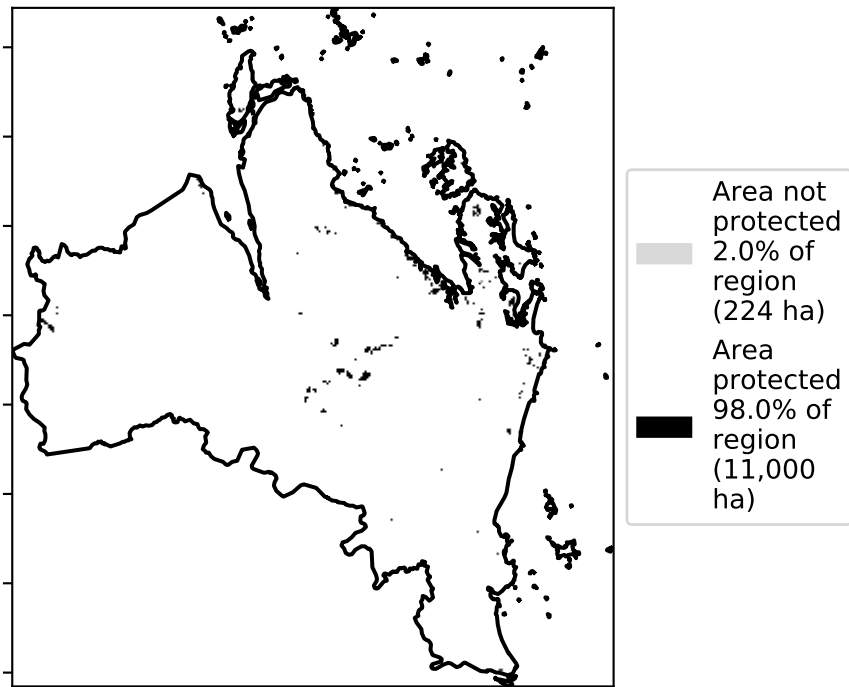 Area not
protected
2.0% of
region
(224 ha)
Area
protected
98.0% of
region
(11,000
ha)